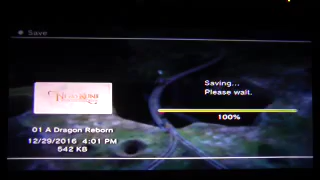 Save
Saving...
Please wait.
100%
01 A Dragon Reborn
12/29/2016 4:01 PM
542 KB